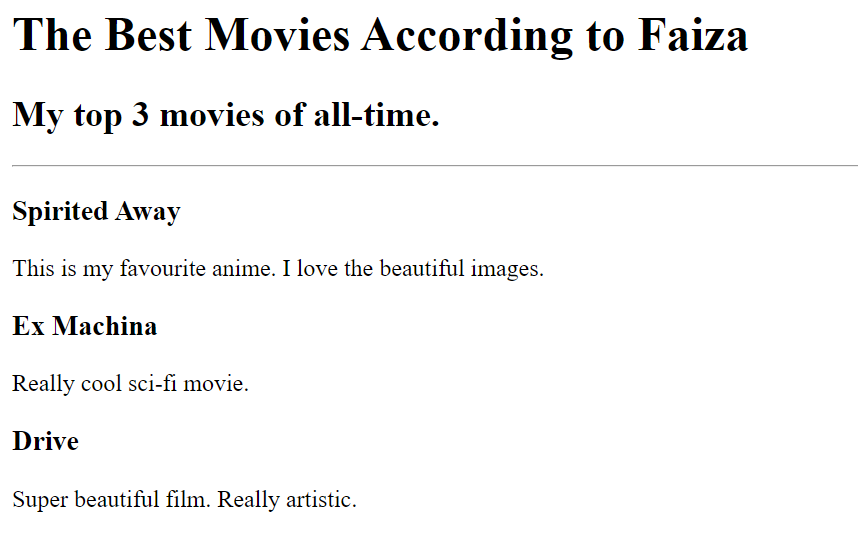 The Best Movies According to Faiza
My top 3 movies of all-time.
Spirited Away
This is my favourite anime. I love the beautiful images.
Ex Machina
Really cool sci-fi movie.
Drive
Super beautiful film. Really artistic.